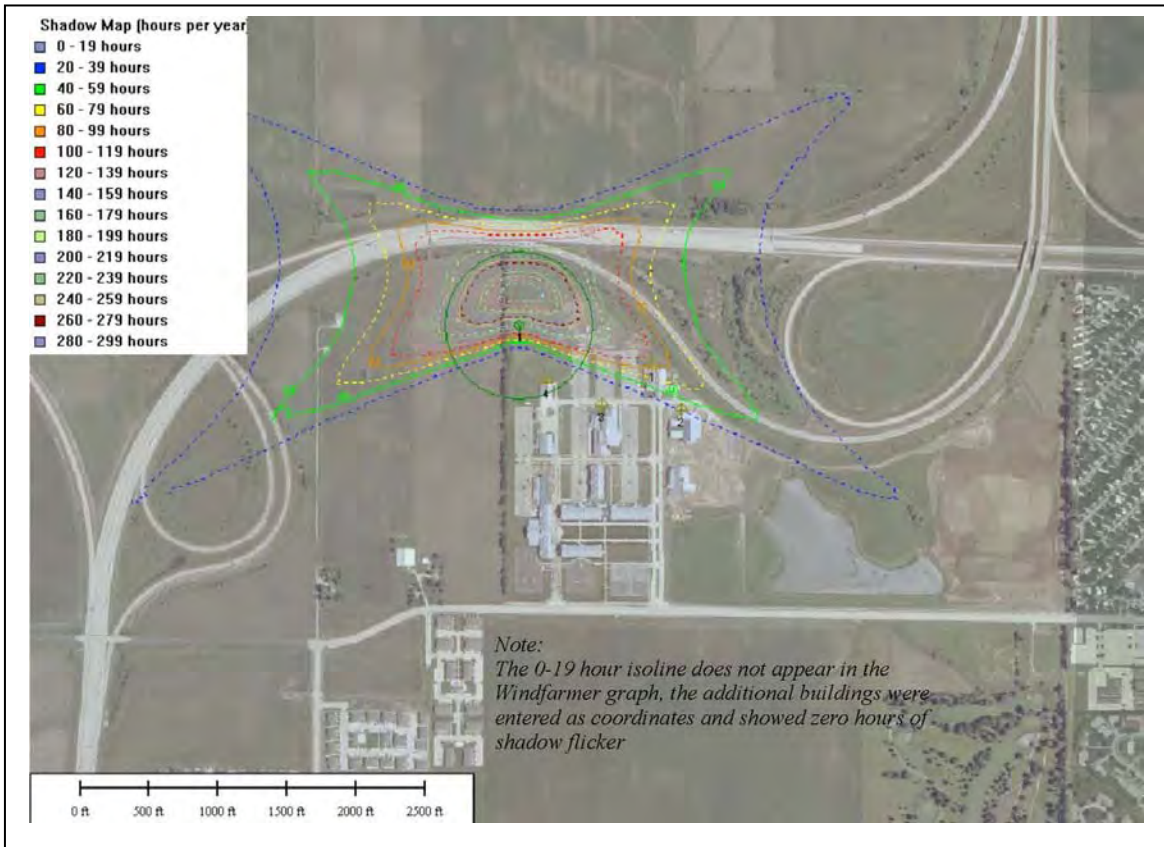 Shadow Map (hours per year)
0 - 19 hours
20 - 39 hours
40 - 59 hours
60 - 79 hours
80 - 99 hours
100 - 119 hours
120 - 139 hours
140 - 159 hours
160 - 179 hours
180 - 199 hours
200 - 219 hours
220 - 239 hours
240 - 259 hours
260 - 279 hours
280 - 299 hours
1
2
Note:
The 0-19 hour isoline does not appear in the
Windfarmer graph, the additional buildings were
entered as coordinates and showed zero hours of
shadow flicker
0 ft 500 ft 1000 ft 1500 ft 2000 ft 2500 ft